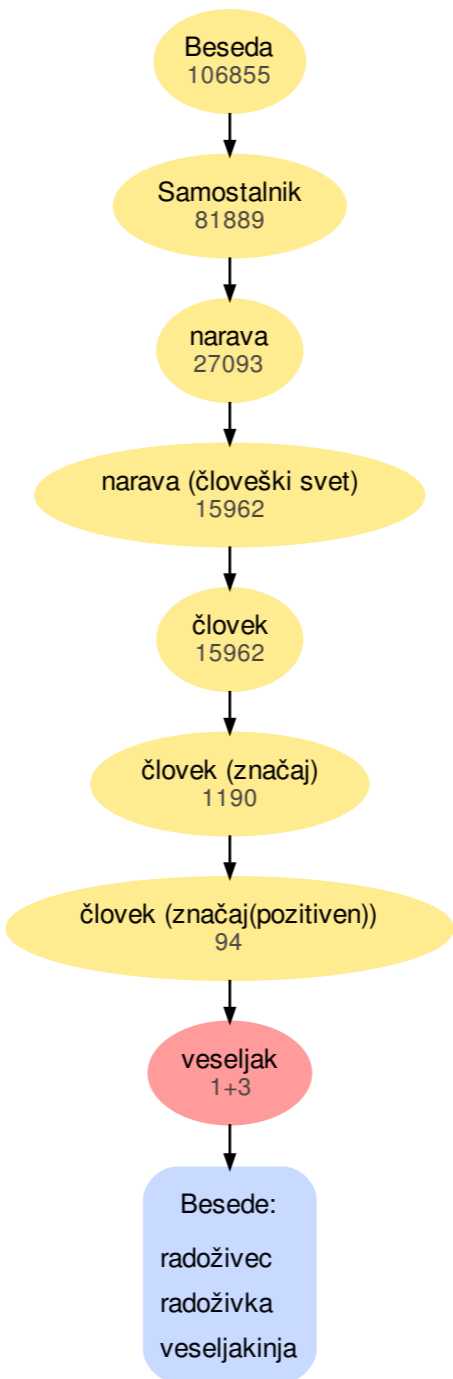 Beseda
106855
Samostalnik
81889
narava
27093
narava (človeški svet)
15962
človek
15962
človek (značaj)
1190
človek (značaj(pozitiven))
94
veseljak
1+3
Besede:
radoživec
radoživka
veseljakinja